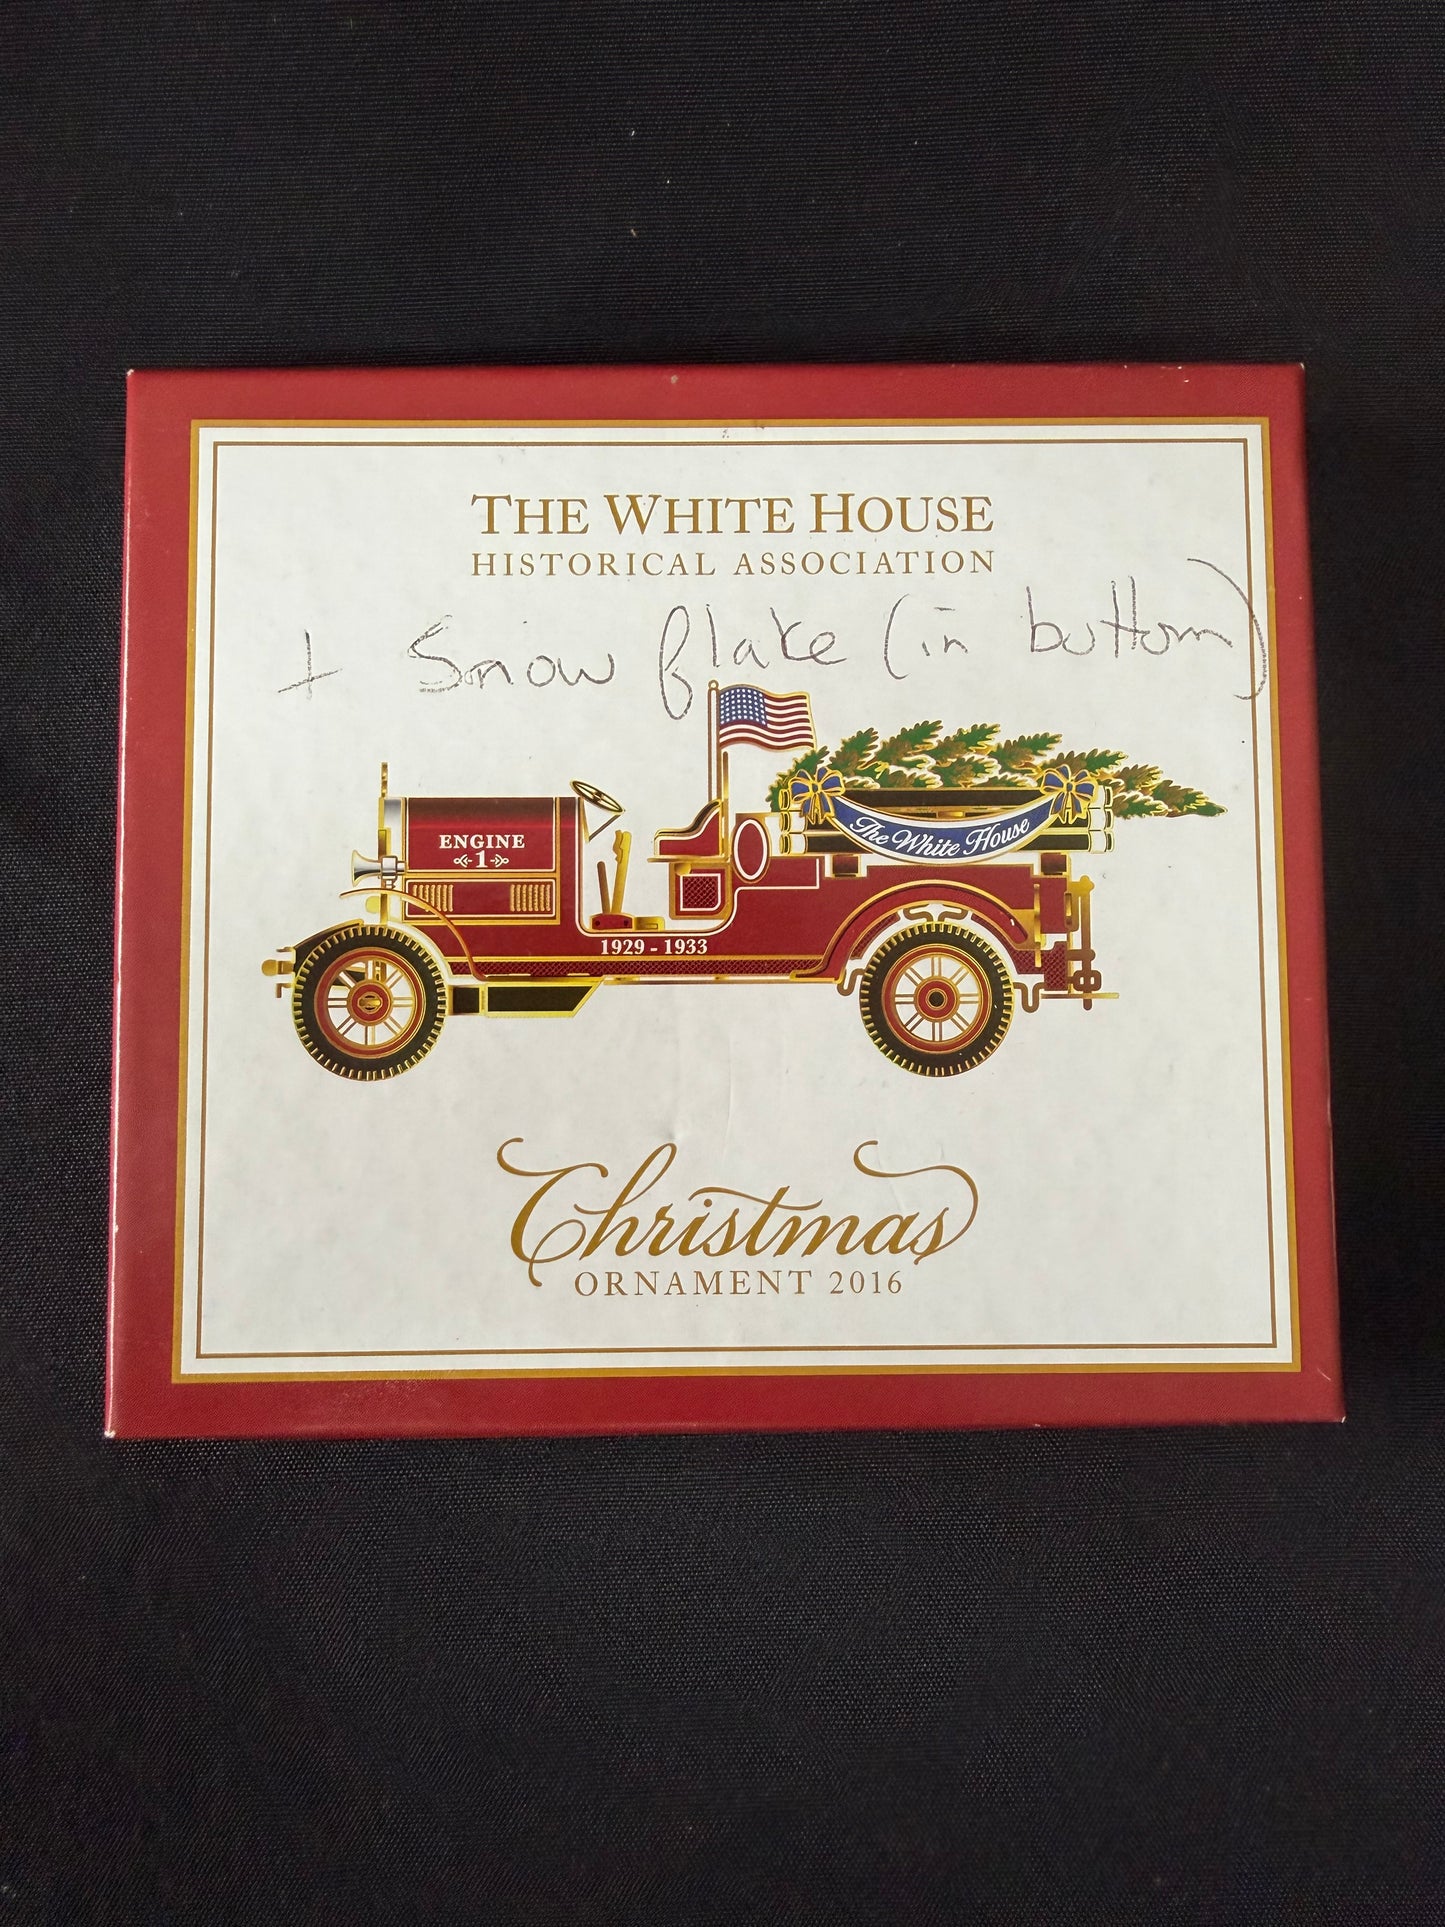 THE WHITE HOUSE
HISTORICAL ASSOCIATION
+ Snow flake (in bottom)
The White House
ENGINE
1
1929 - 1933
Christmas
ORNAMENT 2016